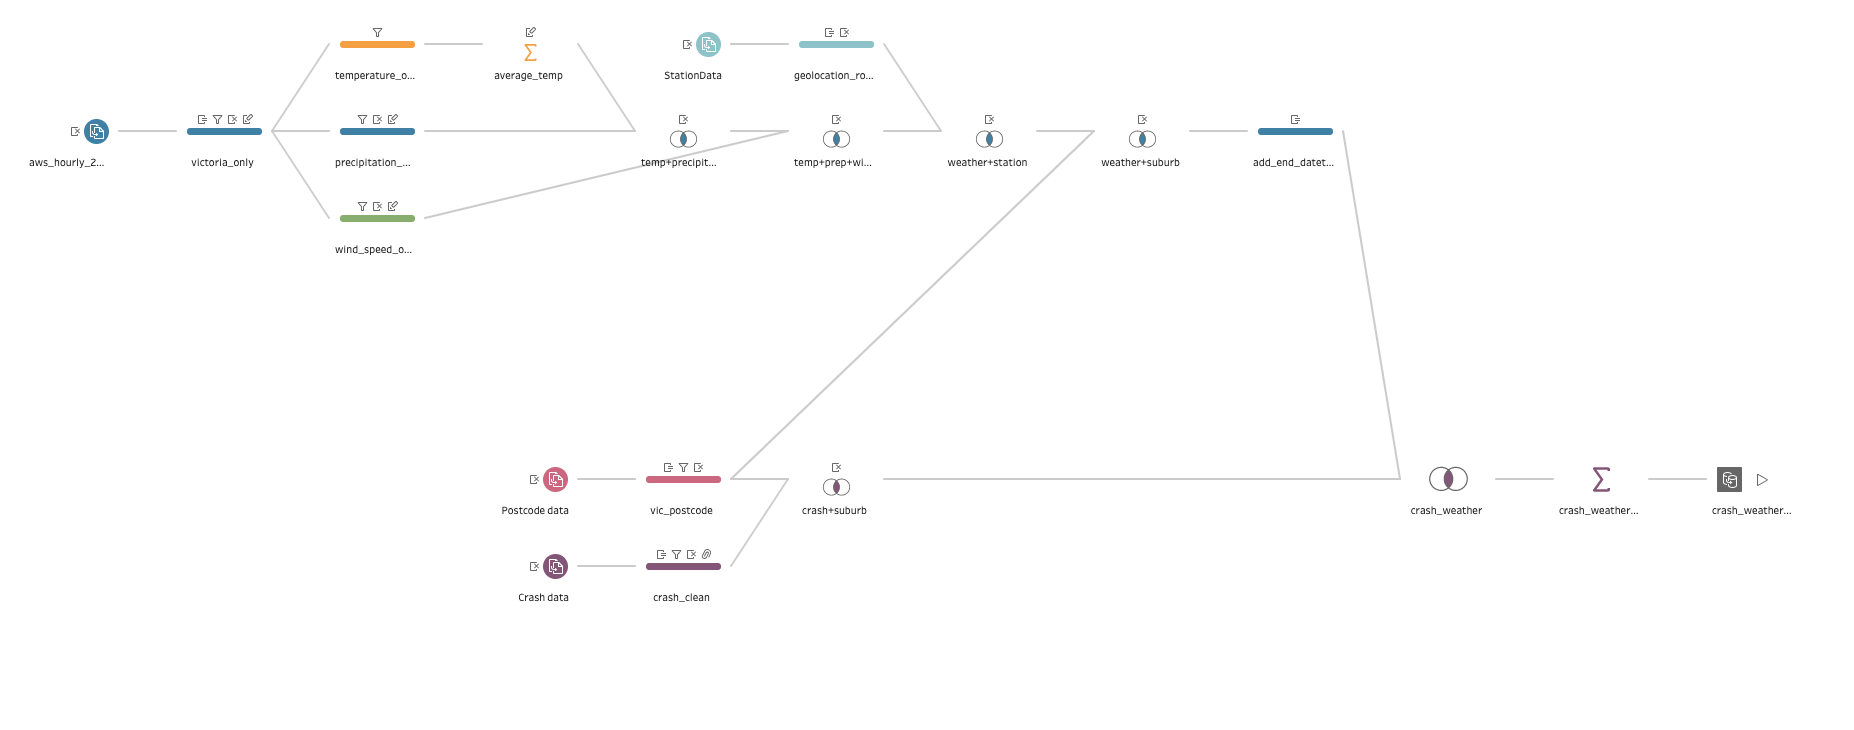 temperature_o...
average_temp
StationData
geolocation_ro...
aws_hourly_2...
victoria_only
precipitation_...
temp+precipit...
temp+prep+wi...
weather+station
weather+suburb
add_end_datet...
wind_speed_o...
Postcode data
vic_postcode
crash+suburb
crash_weather
crash_weather...
crash_weather...
Crash data
crash_clean